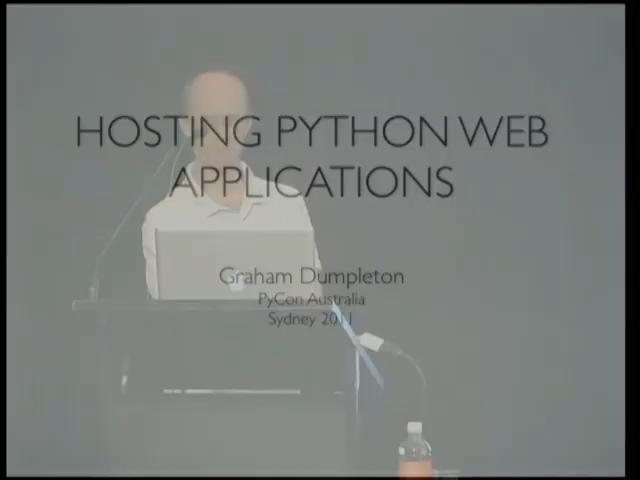 HOSTING PYTHON WEB
APPLICATIONS
Graham Dumpleton
PyCon Australia
Sydney 2011